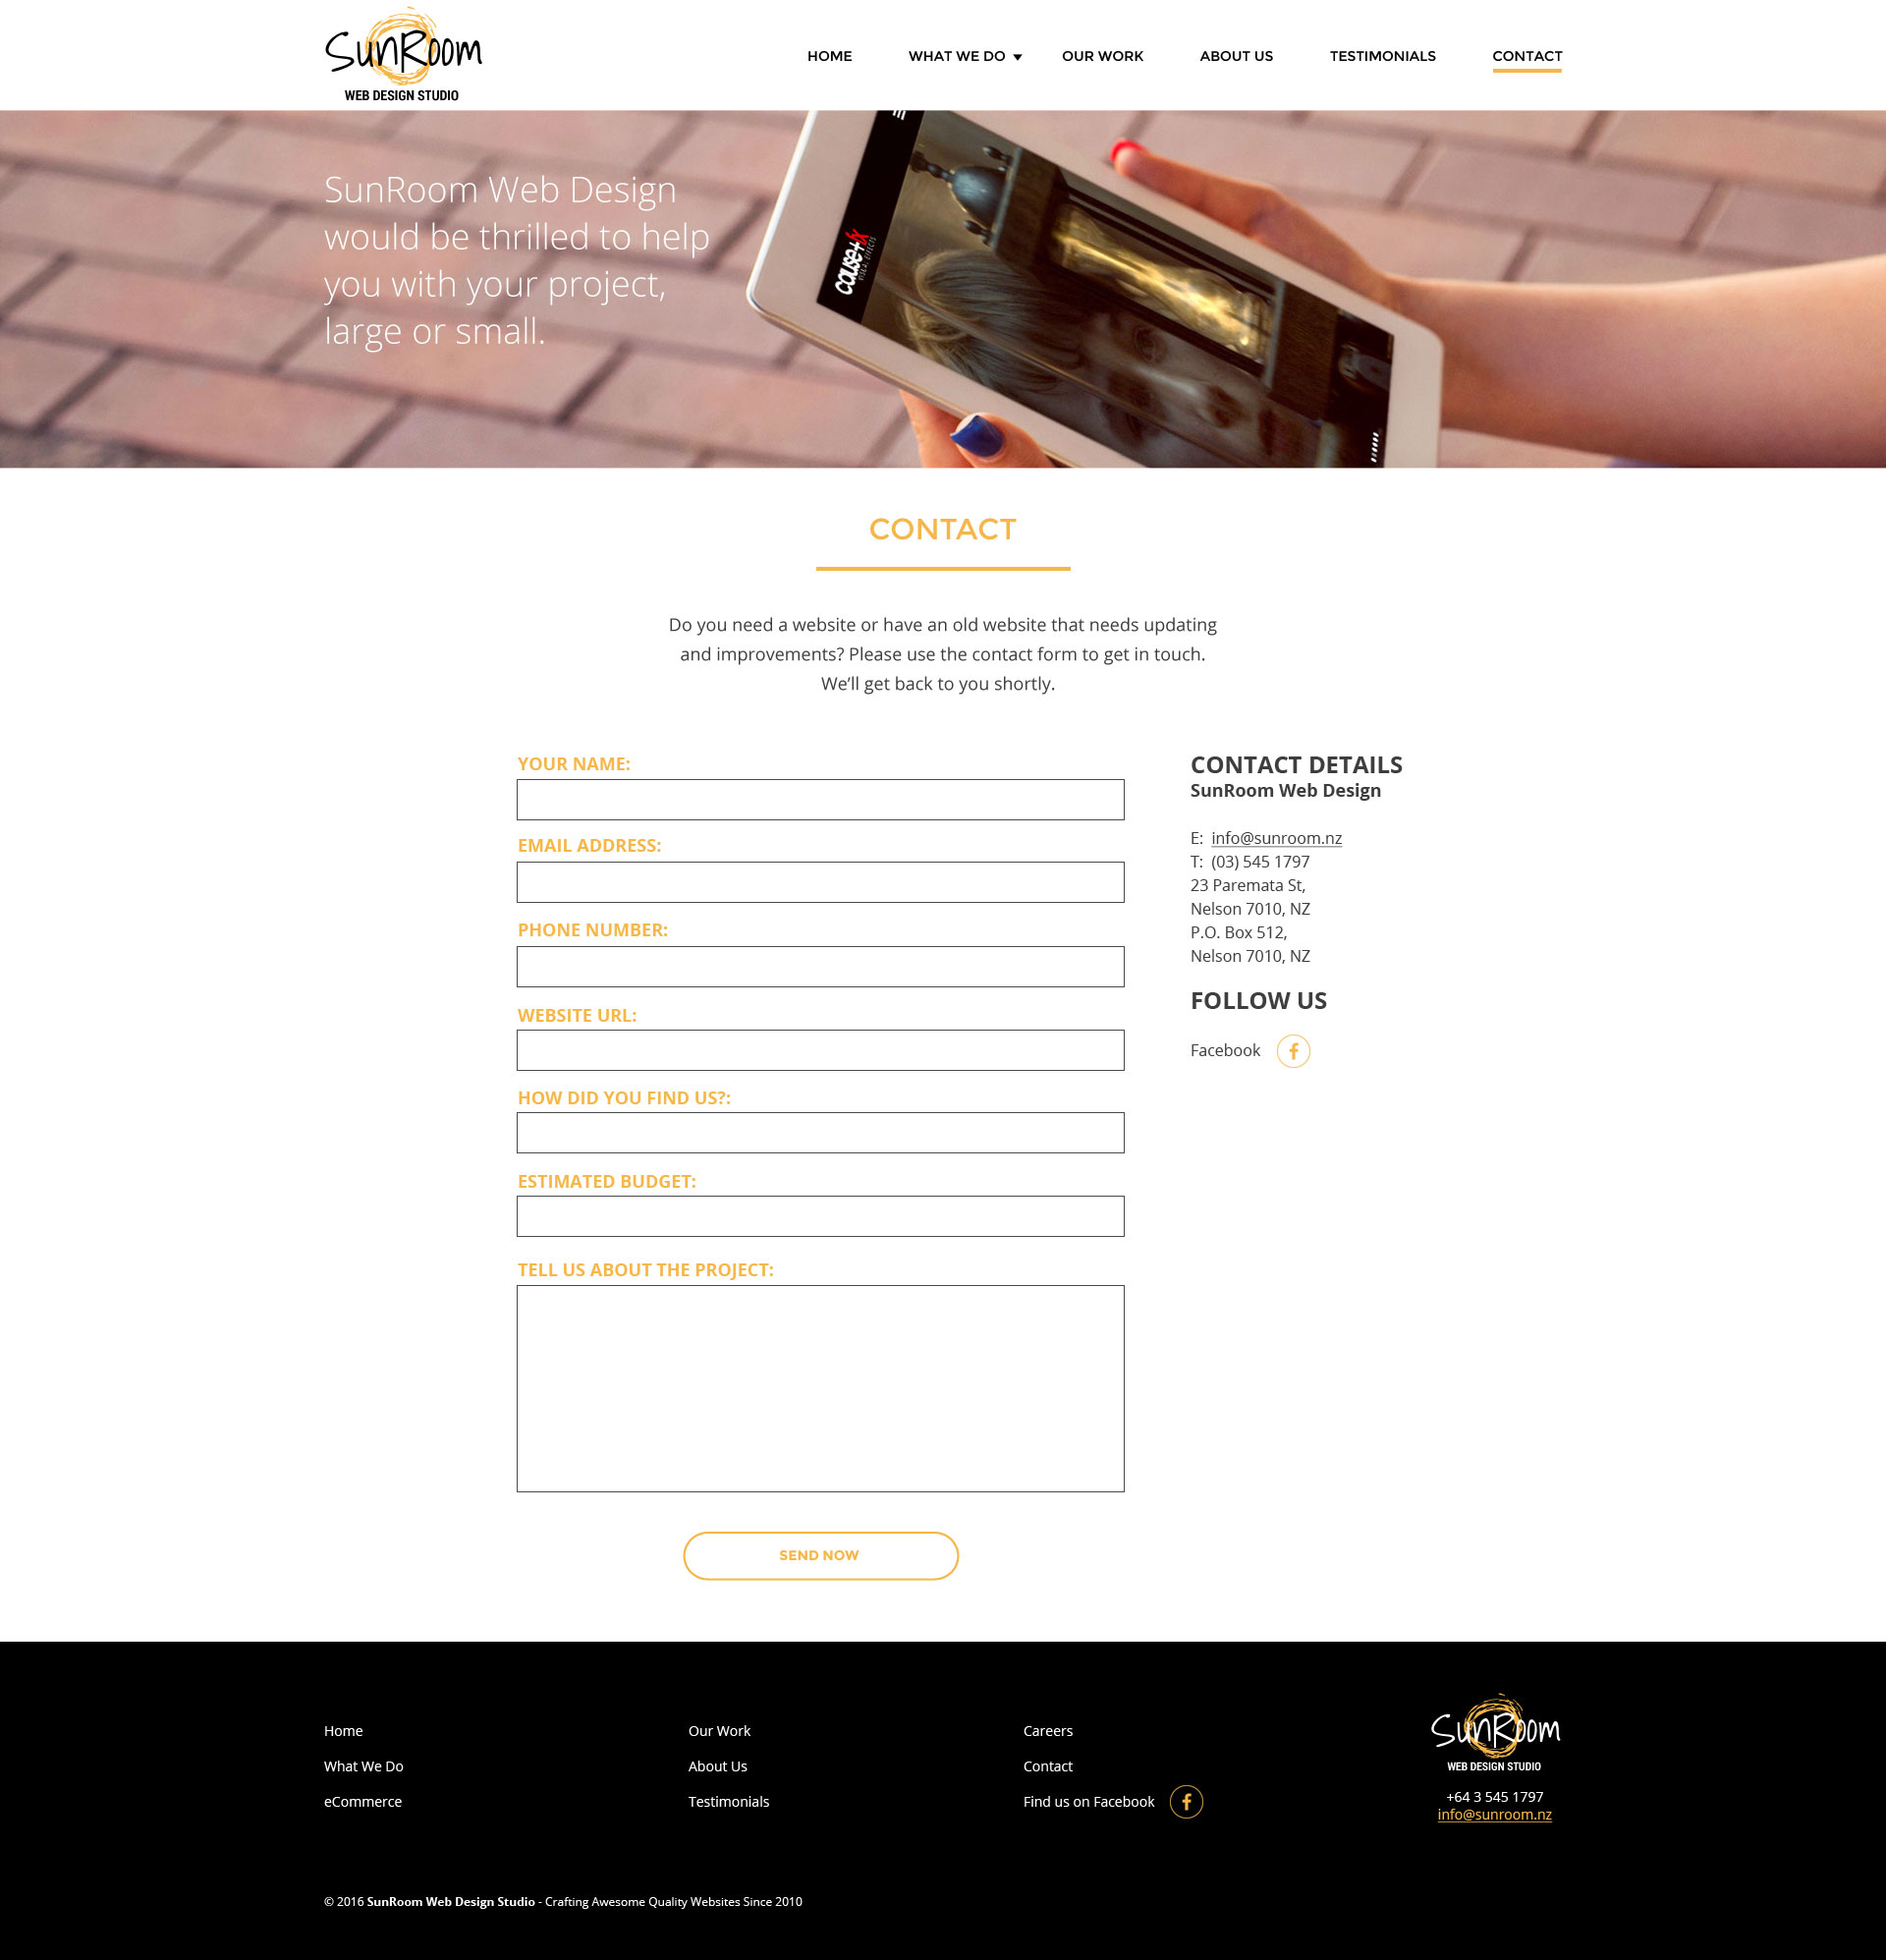 SunRoom
WEB DESIGN STUDIO
HOME
WHAT WE DO
OUR WORK
ABOUT US
TESTIMONIALS
CONTACT
SunRoom Web Design
would be thrilled to help
you with your project,
large or small.
cause+fx
CONTACT
Do you need a website or have an old website that needs updating
and improvements? Please use the contact form to get in touch.
We’ll get back to you shortly.
YOUR NAME:
EMAIL ADDRESS:
PHONE NUMBER:
WEBSITE URL:
HOW DID YOU FIND US?:
ESTIMATED BUDGET:
TELL US ABOUT THE PROJECT:
SEND NOW
CONTACT DETAILS
SunRoom Web Design
E: info@sunroom.nz
T: (03) 545 1797
23 Paremata St,
Nelson 7010, NZ
P.O. Box 512,
Nelson 7010, NZ
FOLLOW US
Facebook
Home
What We Do
eCommerce
Our Work
About Us
Testimonials
Careers
Contact
Find us on Facebook
SunRoom
WEB DESIGN STUDIO
+64 3 545 1797
info@sunroom.nz
© 2016 SunRoom Web Design Studio - Crafting Awesome Quality Websites Since 2010